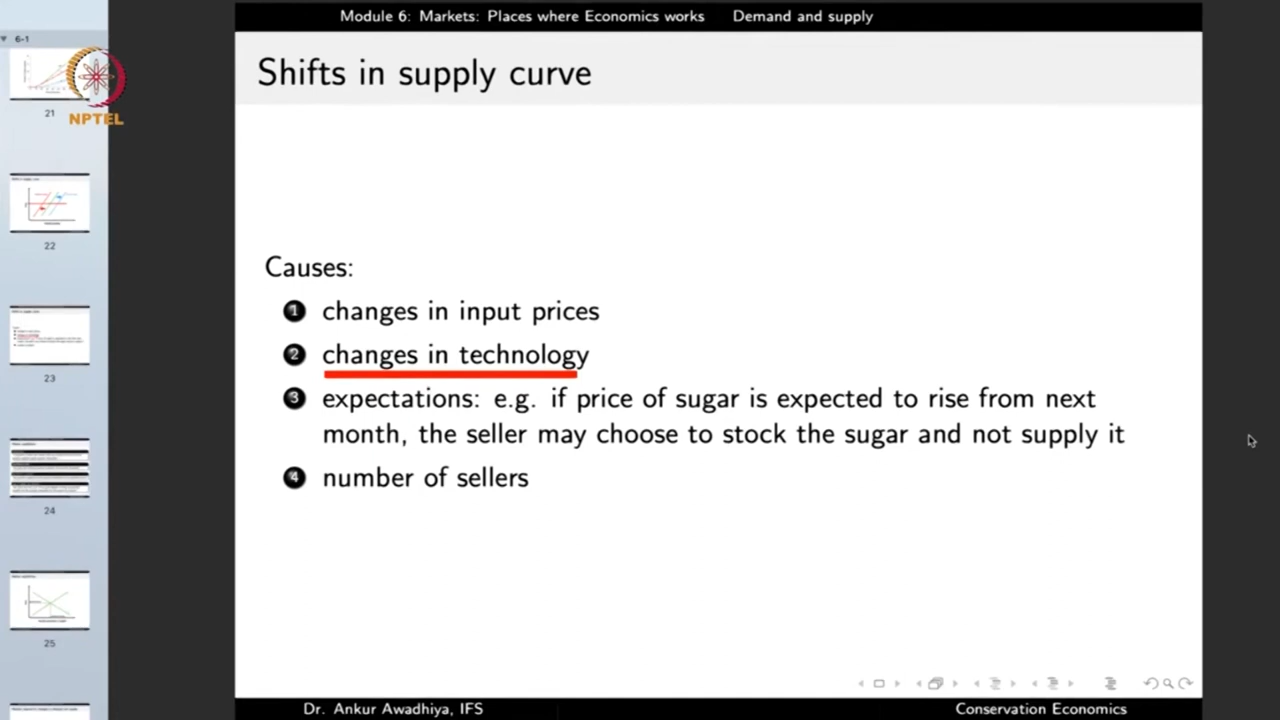 Module 6: Markets: Places where Economics works Demand and supply
6-1
Shifts in supply curve
21
NPTEL
22
Causes:
1 changes in input prices
2 changes in technology
3 expectations: e.g. if price of sugar is expected to rise from next
month, the seller may choose to stock the sugar and not supply it
4 number of sellers
23
24
25
Dr. Ankur Awadhiya, IFS Conservation Economics